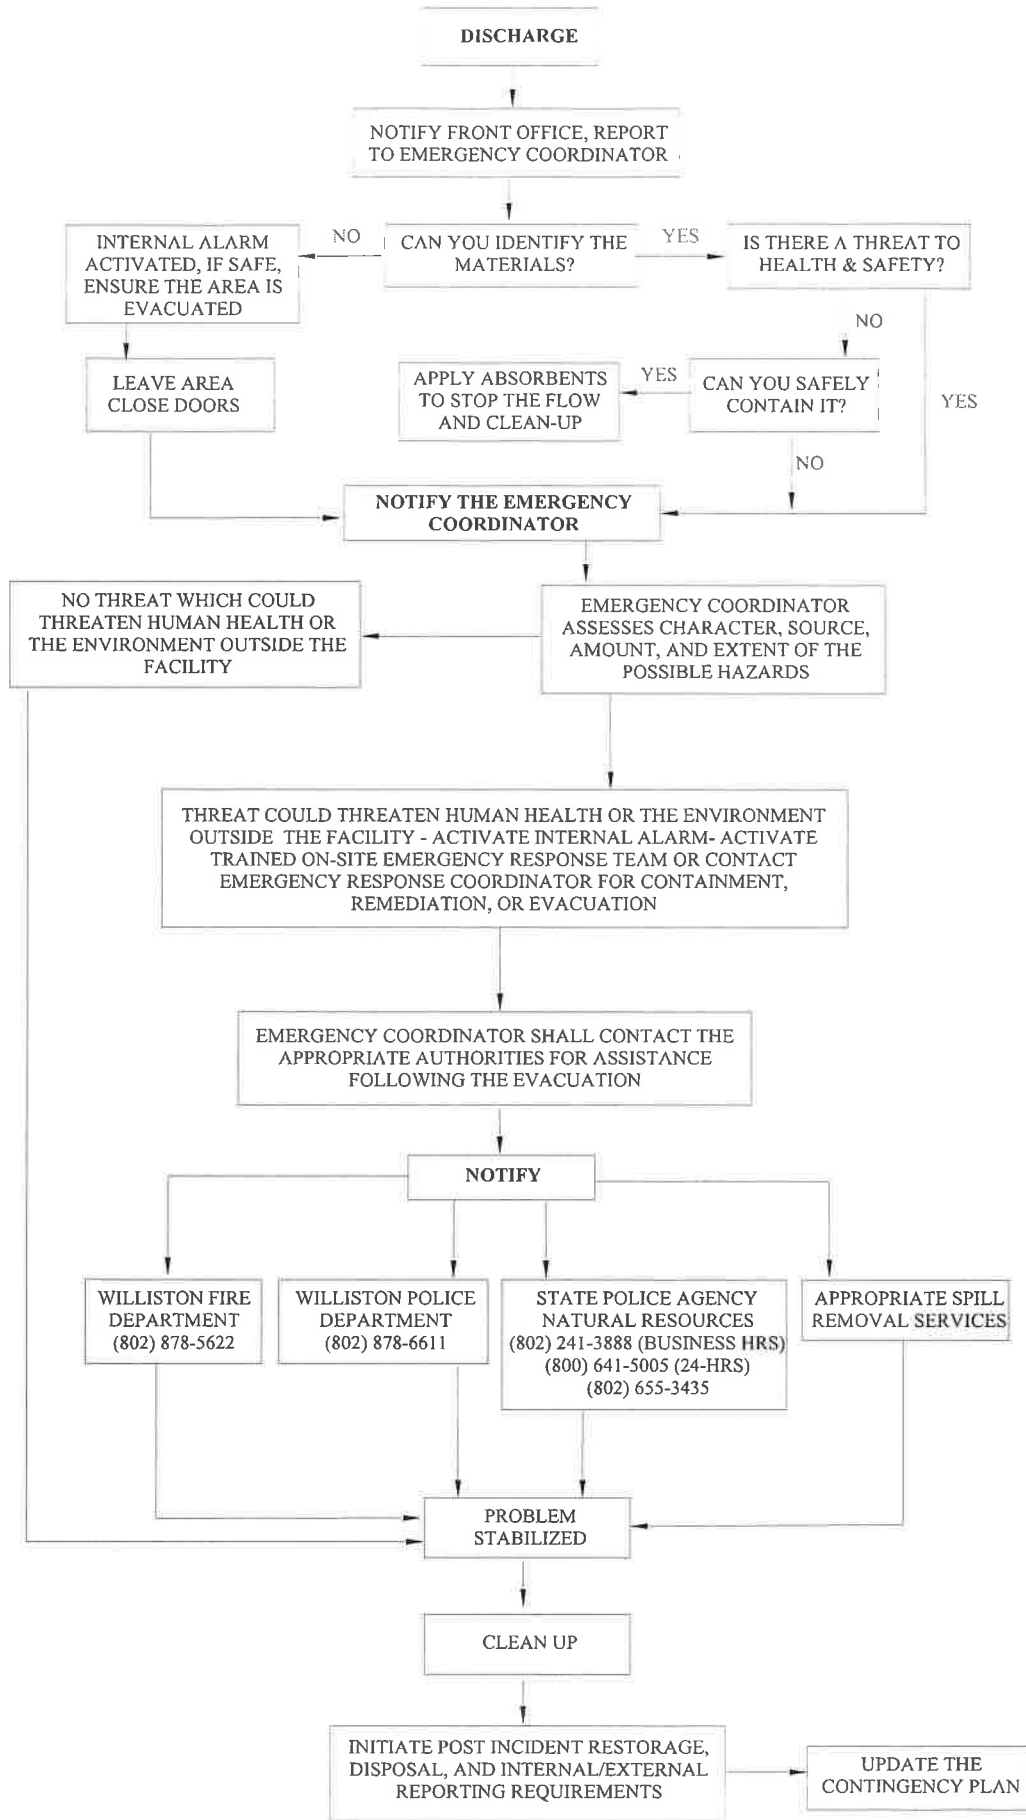 DISCHARGE
NOTIFY FRONT OFFICE, REPORT
TO EMERGENCY COORDINATOR
INTERNAL ALARM
ACTIVATED, IF SAFE,
ENSURE THE AREA IS
EVACUATED
NO
CAN YOU IDENTIFY THE
MATERIALS?
YES
IS THERE A THREAT TO
HEALTH & SAFETY?
NO
LEAVE AREA
CLOSE DOORS
APPLY ABSORBENTS
TO STOP THE FLOW
AND CLEAN-UP
YES
CAN YOU SAFELY
CONTAIN IT?
YES
NO
NOTIFY THE EMERGENCY
COORDINATOR
NO THREAT WHICH COULD
THREATEN HUMAN HEALTH OR
THE ENVIRONMENT OUTSIDE THE
FACILITY
EMERGENCY COORDINATOR
ASSESSES CHARACTER, SOURCE,
AMOUNT, AND EXTENT OF THE
POSSIBLE HAZARDS
THREAT COULD THREATEN HUMAN HEALTH OR THE ENVIRONMENT
OUTSIDE THE FACILITY - ACTIVATE INTERNAL ALARM- ACTIVATE
TRAINED ON-SITE EMERGENCY RESPONSE TEAM OR CONTACT
EMERGENCY RESPONSE COORDINATOR FOR CONTAINMENT,
REMEDIATION, OR EVACUATION
EMERGENCY COORDINATOR SHALL CONTACT THE
APPROPRIATE AUTHORITIES FOR ASSISTANCE
FOLLOWING THE EVACUATION
NOTIFY
WILLISTON FIRE
DEPARTMENT
(802) 878-5622
WILLISTON POLICE
DEPARTMENT
(802) 878-6611
STATE POLICE AGENCY
NATURAL RESOURCES
(802) 241-3888 (BUSINESS HRS)
(800) 641-5005 (24-HRS)
(802) 655-3435
APPROPRIATE SPILL
REMOVAL SERVICES
PROBLEM
STABILIZED
CLEAN UP
INITIATE POST INCIDENT RESTORAGE,
DISPOSAL, AND INTERNAL/EXTERNAL
REPORTING REQUIREMENTS
UPDATE THE
CONTINGENCY PLAN